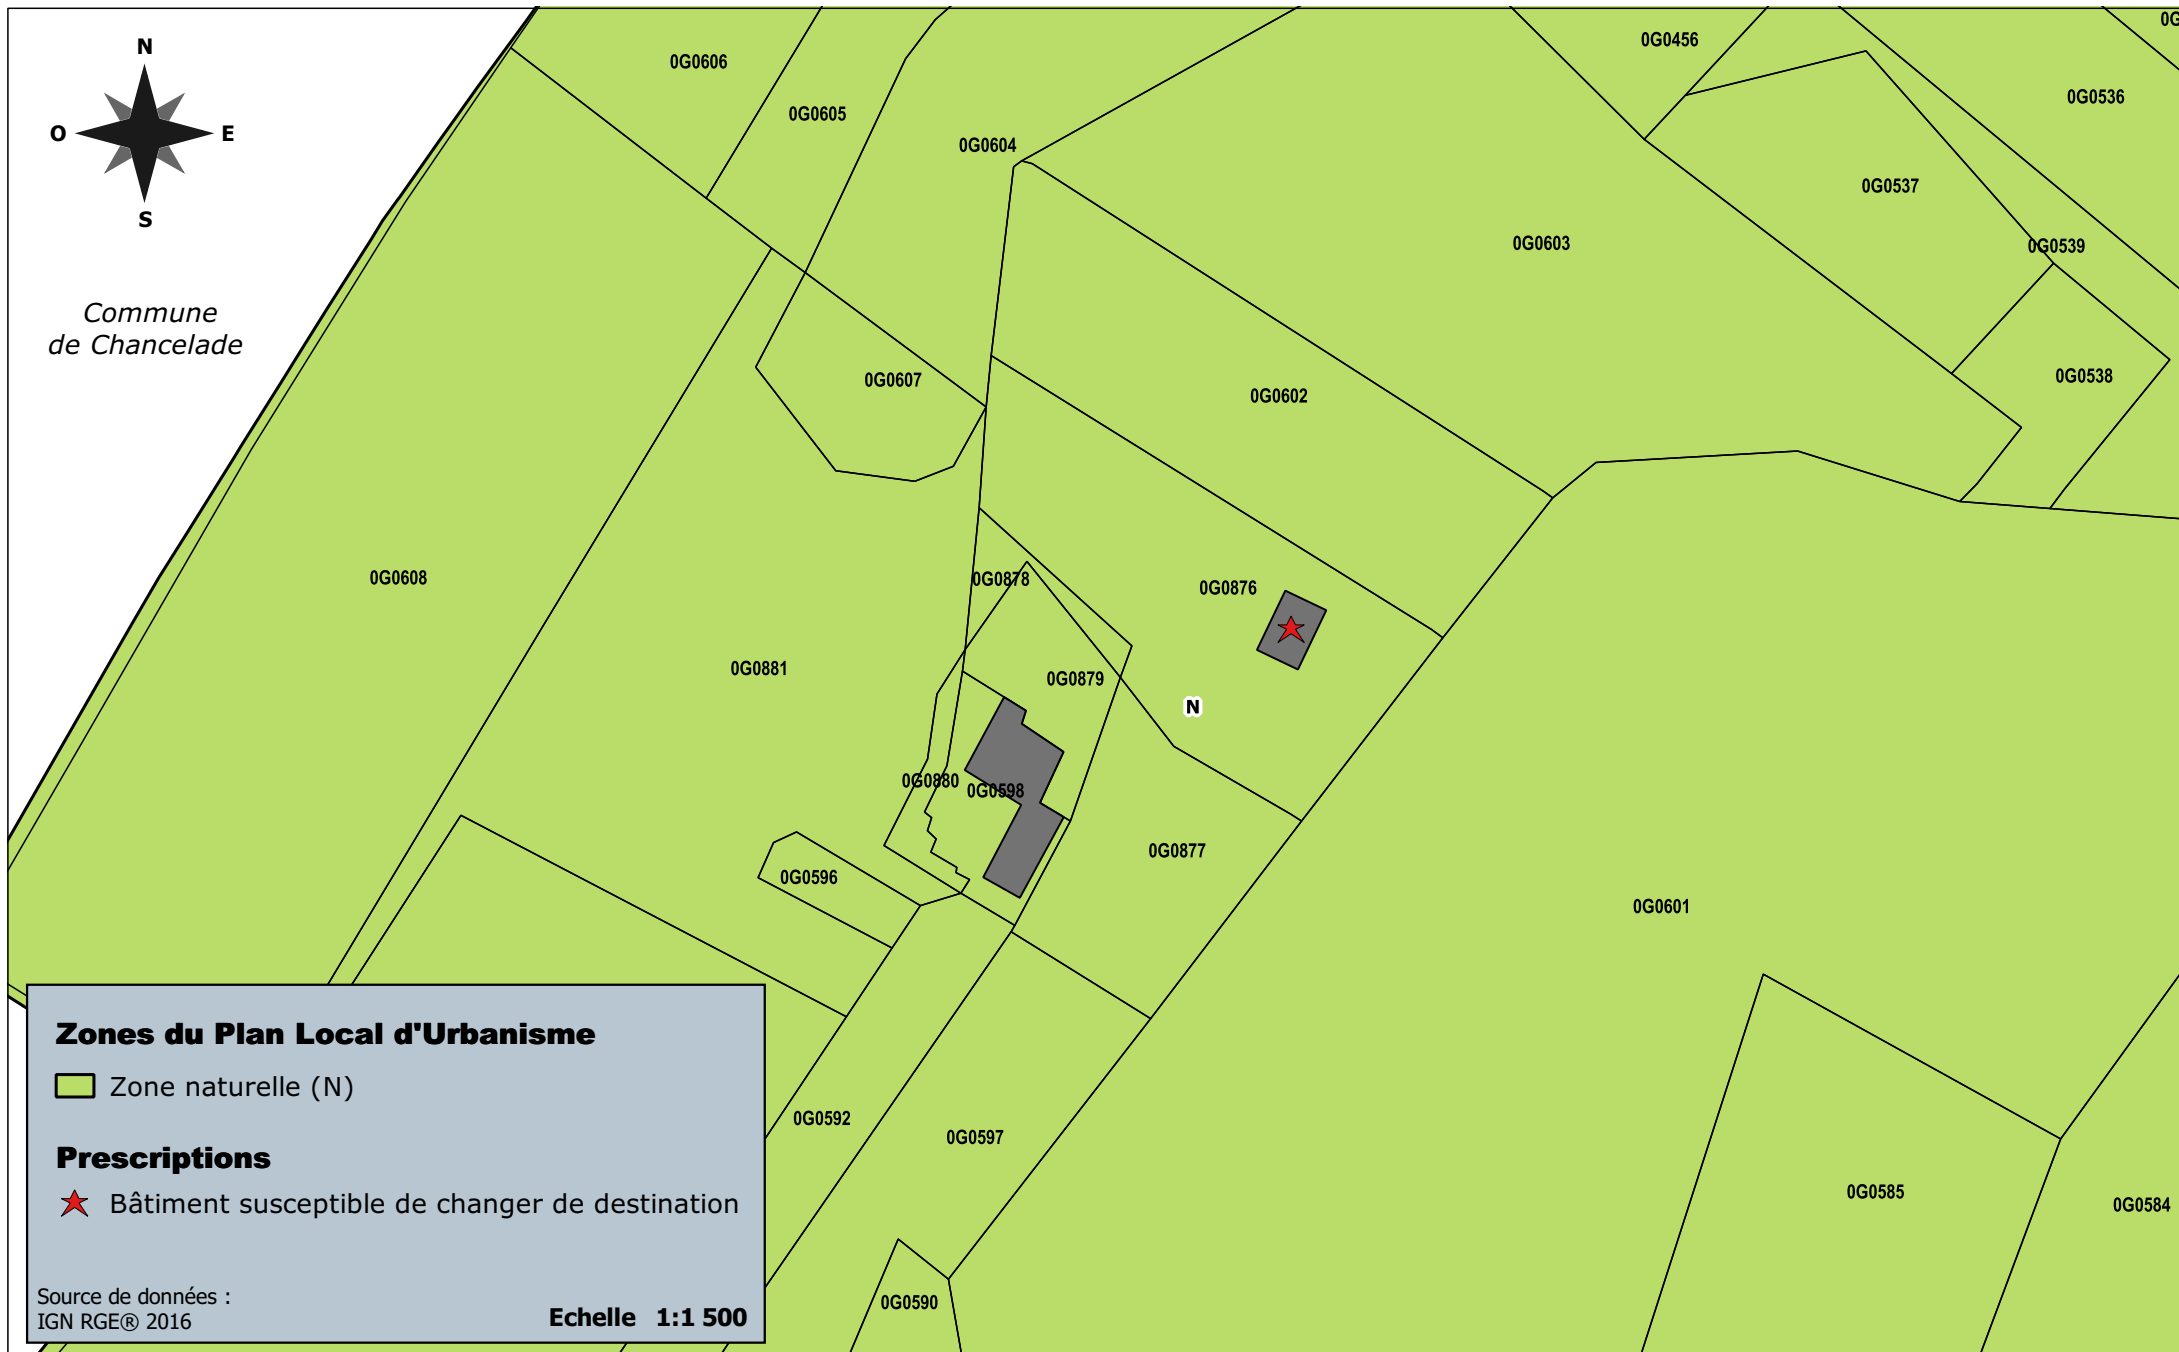 N
O
E
S
Commune
de Chancelade
0G0606
0G0605
0G0604
0G0456
0G0536
0G0537
0G0539
0G0603
0G0538
0G0607
0G0602
0G0608
0G0878
0G0876
0G0881
0G0879
N
0G0880
0G0598
0G0877
0G0596
0G0601
0G0592
0G0597
0G0585
0G0584
0G0590
Zones du Plan Local d'Urbanisme
Zone naturelle (N)
Prescriptions
Bâtiment susceptible de changer de destination
Source de données :
IGN RGE® 2016
Echelle 1:1 500